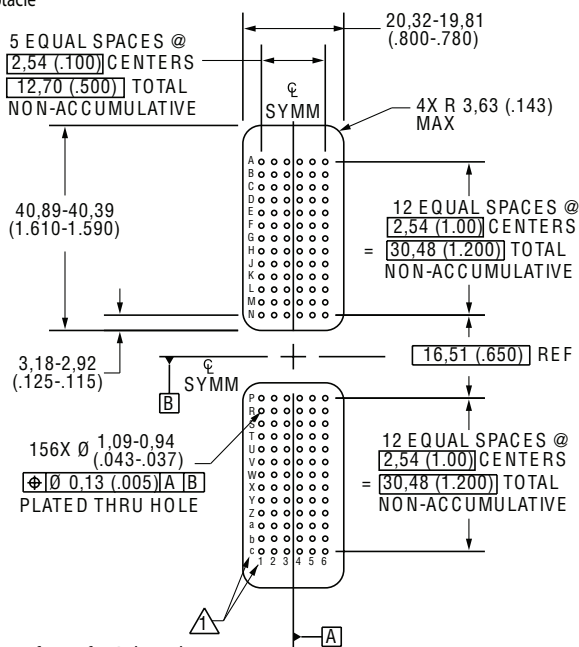 20,32-19,81
(.800-.780)
5 EQUAL SPACES @
2,54 (.100) CENTERS
12,70 (.500) TOTAL
NON-ACCUMULATIVE
℄
SYMM
4X R 3,63 (.143)
MAX
A
B
C
D
E
F
G
H
J
K
L
M
N
40,89-40,39
(1.610-1.590)
12 EQUAL SPACES @
2,54 (1.00) CENTERS
= 30,48 (1.200) TOTAL
NON-ACCUMULATIVE
3,18-2,92
(.125-.115)
℄
SYMM
B
16,51 (.650) REF
P
R
S
T
U
V
W
X
Y
Z
a
b
c
1 2 3 4 5 6
156X Ø 1,09-0,94
(.043-.037)
⌖ Ø 0,13 (.005) A B
PLATED THRU HOLE
12 EQUAL SPACES @
2,54 (1.00) CENTERS
= 30,48 (1.200) TOTAL
NON-ACCUMULATIVE
1
A